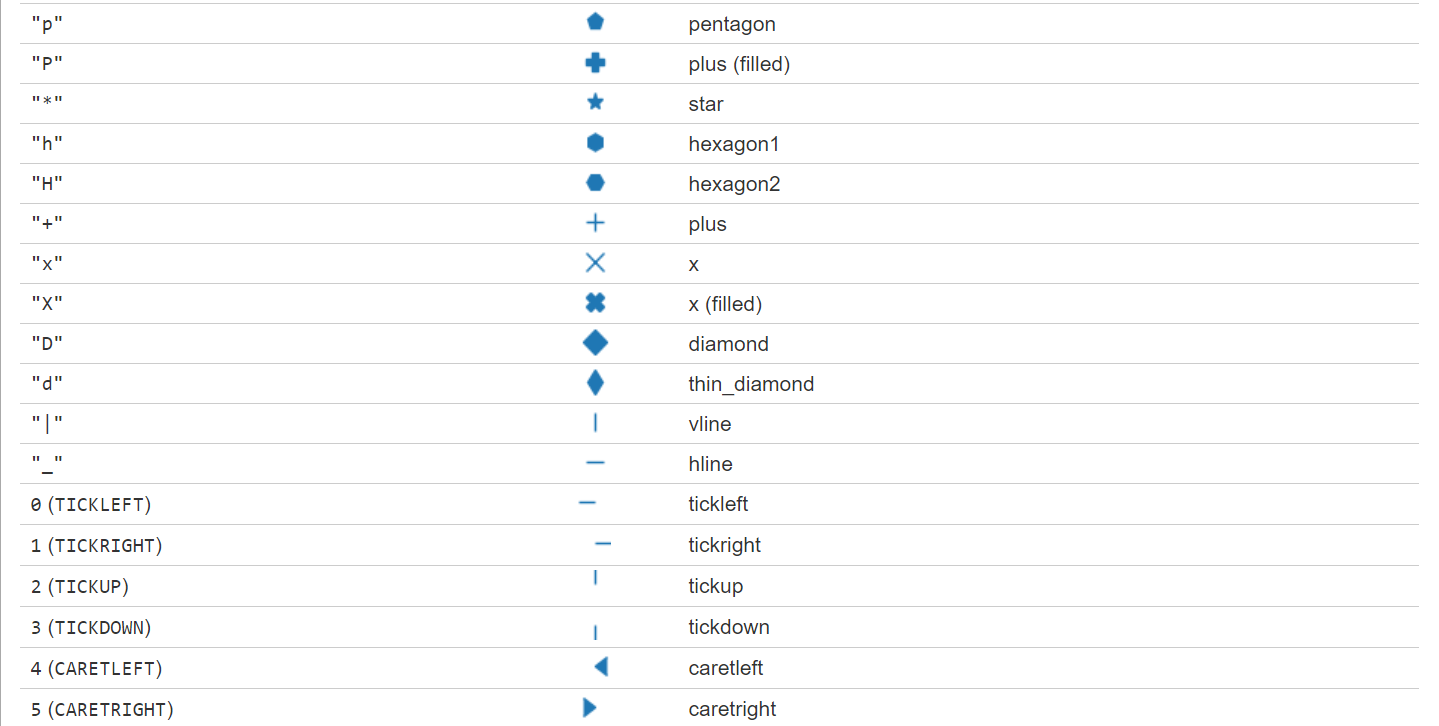 "p" pentagon
"P" plus (filled)
"*" star
"h" hexagon1
"H" hexagon2
"+" plus
"x" x
"X" x (filled)
"D" diamond
"d" thin_diamond
"|" vline
"_" hline
0 (TICKLEFT) tickleft
1 (TICKRIGHT) tickright
2 (TICKUP) tickup
3 (TICKDOWN) tickdown
4 (CARETLEFT) caretleft
5 (CARETRIGHT) caretright